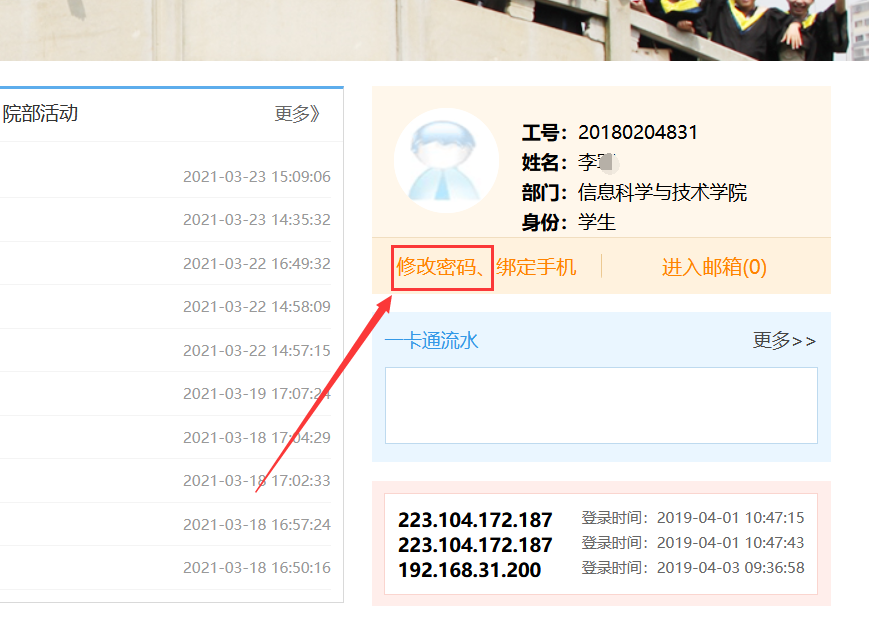 院部活动
更多》
2021-03-23 15:09:06
2021-03-23 14:35:32
2021-03-22 16:49:32
2021-03-22 14:58:09
2021-03-22 14:57:15
2021-03-19 17:07:24
2021-03-18 17:04:29
2021-03-18 17:02:33
2021-03-18 16:57:24
2021-03-18 16:50:16
工号：20180204831
姓名：李
部门：信息科学与技术学院
身份：学生
修改密码、绑定手机
进入邮箱(0)
一卡通流水
更多>>
223.104.172.187 登录时间：2019-04-01 10:47:15
223.104.172.187 登录时间：2019-04-01 10:47:43
192.168.31.200 登录时间：2019-04-03 09:36:58